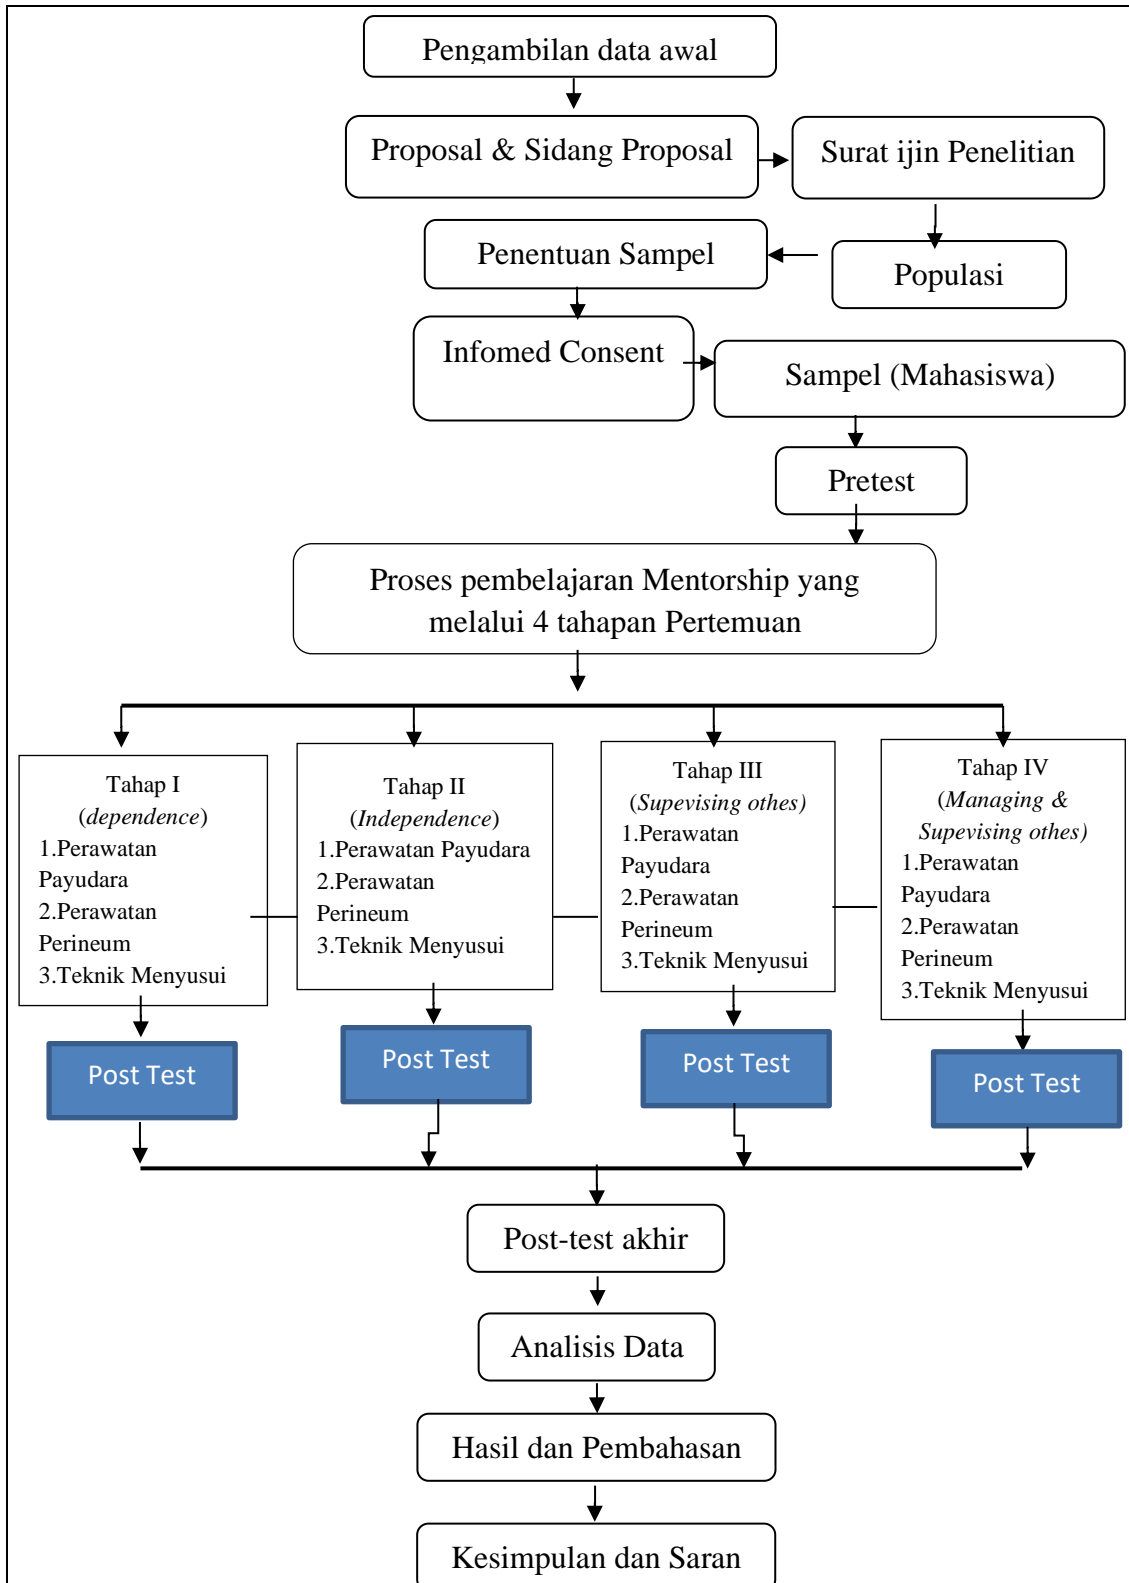 Pengambilan data awal
Proposal & Sidang Proposal
Surat ijin Penelitian
Populasi
Penentuan Sampel
Infomed Consent
Sampel (Mahasiswa)
Pretest
Proses pembelajaran Mentorship yang
melalui 4 tahapan Pertemuan
Tahap I
(dependence)
1.Perawatan
Payudara
2.Perawatan
Perineum
3.Teknik Menyusui
Tahap II
(Independence)
1.Perawatan Payudara
2.Perawatan
Perineum
3.Teknik Menyusui
Tahap III
(Supevising othes)
1.Perawatan
Payudara
2.Perawatan
Perineum
3.Teknik Menyusui
Tahap IV
(Managing &
Supevising othes)
1.Perawatan
Payudara
2.Perawatan
Perineum
3.Teknik Menyusui
Post Test
Post Test
Post Test
Post Test
Post-test akhir
Analisis Data
Hasil dan Pembahasan
Kesimpulan dan Saran